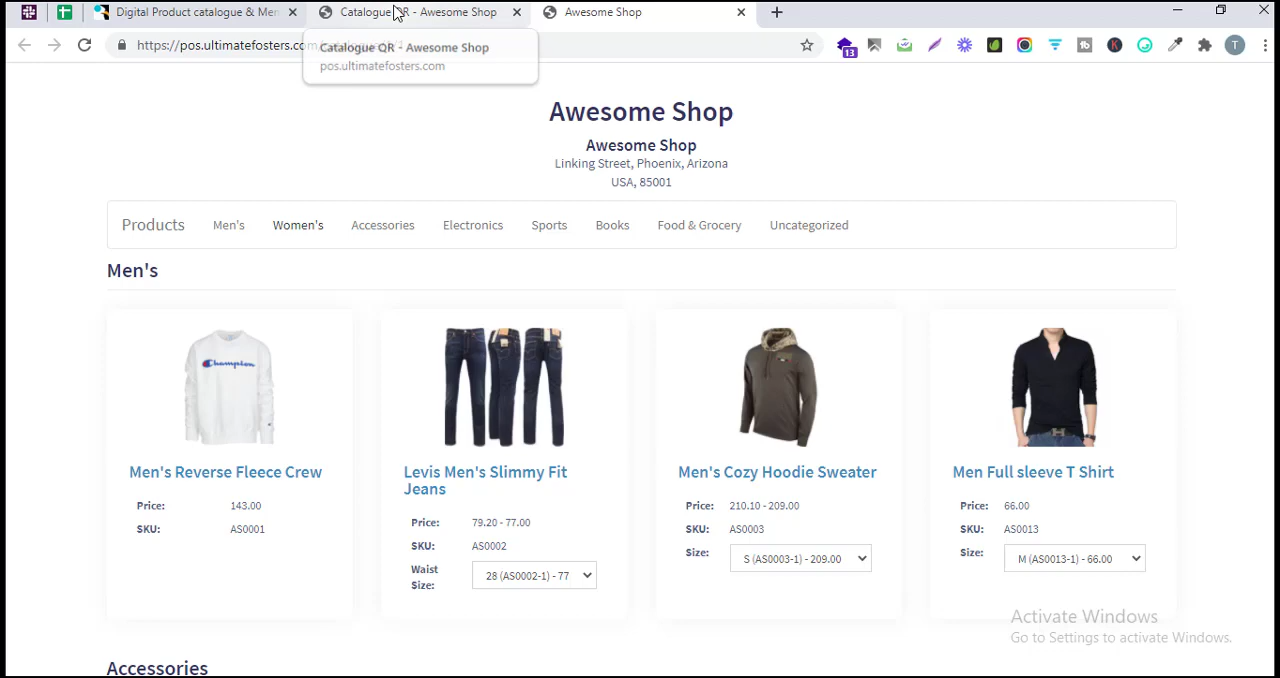 Digital Product catalogue & Men
Catalogue QR - Awesome Shop
Awesome Shop
https://pos.ultimatefosters.co
Catalogue QR - Awesome Shop
pos.ultimatefosters.com
13
T
Awesome Shop
Awesome Shop
Linking Street, Phoenix, Arizona
USA, 85001
Products Men's Women's Accessories Electronics Sports Books Food & Grocery Uncategorized
Men's
Champion
Men's Reverse Fleece Crew
Price: 143.00
SKU: AS0001
Levis Men's Slimmy Fit
Jeans
Price: 79.20 - 77.00
SKU: AS0002
Waist
Size:
28 (AS0002-1) - 77
Men's Cozy Hoodie Sweater
Price: 210.10 - 209.00
SKU: AS0003
Size: S (AS0003-1) - 209.00
Men Full sleeve T Shirt
Price: 66.00
SKU: AS0013
Size: M (AS0013-1) - 66.00
Activate Windows
Go to Settings to activate Windows.
Accessories